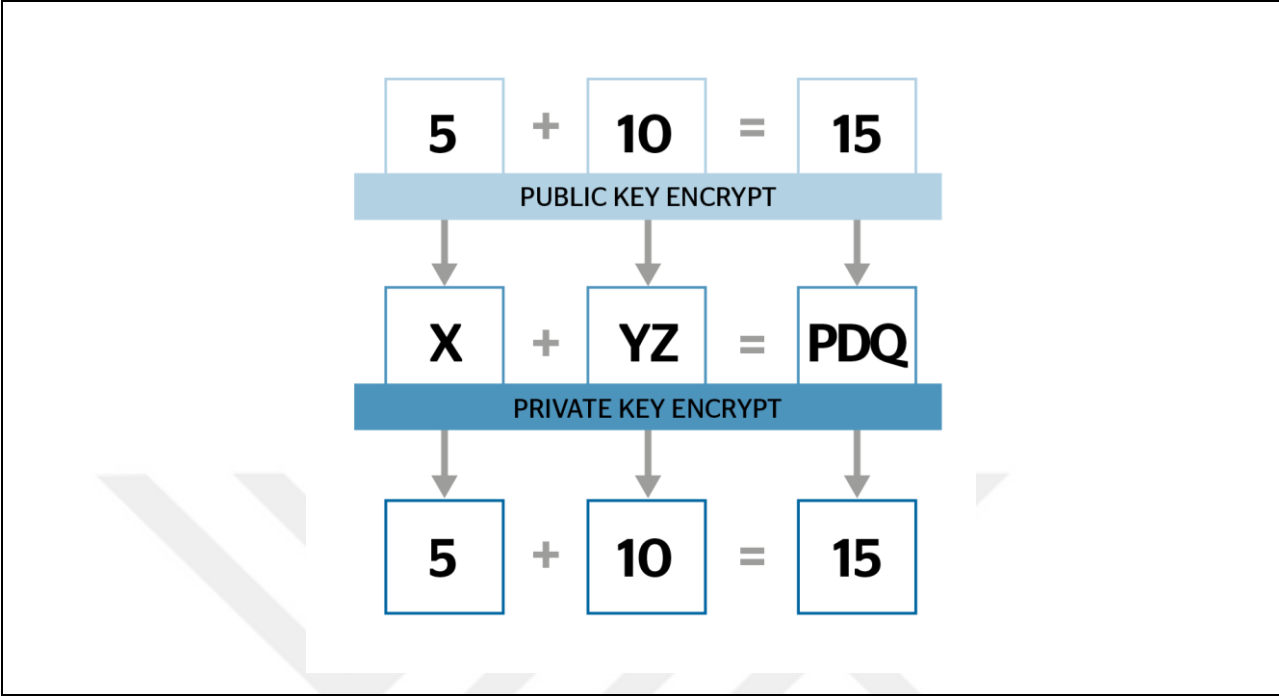 5 + 10 = 15
PUBLIC KEY ENCRYPT
X + YZ = PDQ
PRIVATE KEY ENCRYPT
5 + 10 = 15